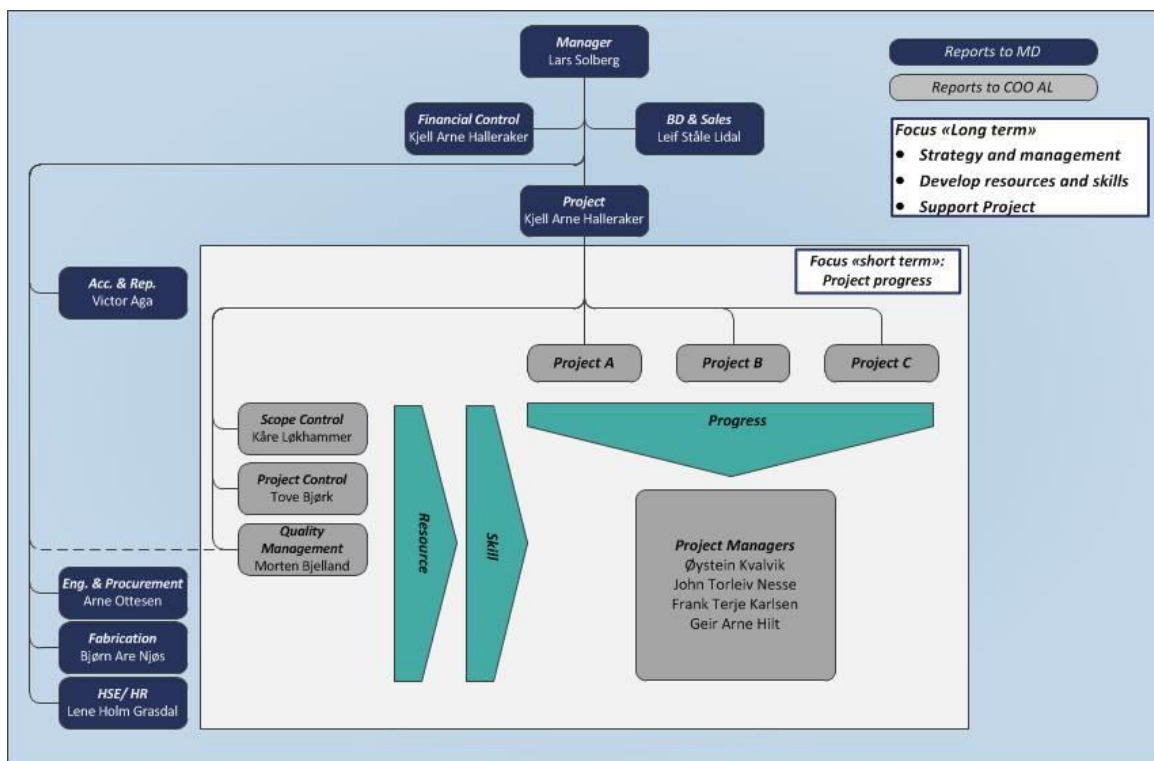 Manager
Lars Solberg
Reports to MD
Reports to COO AL
Financial Control
Kjell Arne Halleraker
BD & Sales
Leif Ståle Lidal
Focus «Long term»
• Strategy and management
• Develop resources and skills
• Support Project
Project
Kjell Arne Halleraker
Focus «short term»:
Project progress
Acc. & Rep.
Victor Aga
Project A
Project B
Project C
Scope Control
Kåre Løkhammer
Project Control
Tove Bjørk
Quality
Management
Morten Bjelland
Resource
Skill
Progress
Project Managers
Øystein Kvalvik
John Torleiv Nesse
Frank Terje Karlsen
Geir Arne Hilt
Eng. & Procurement
Arne Ottesen
Fabrication
Bjørn Are Njøs
HSE/ HR
Lene Holm Grasdal